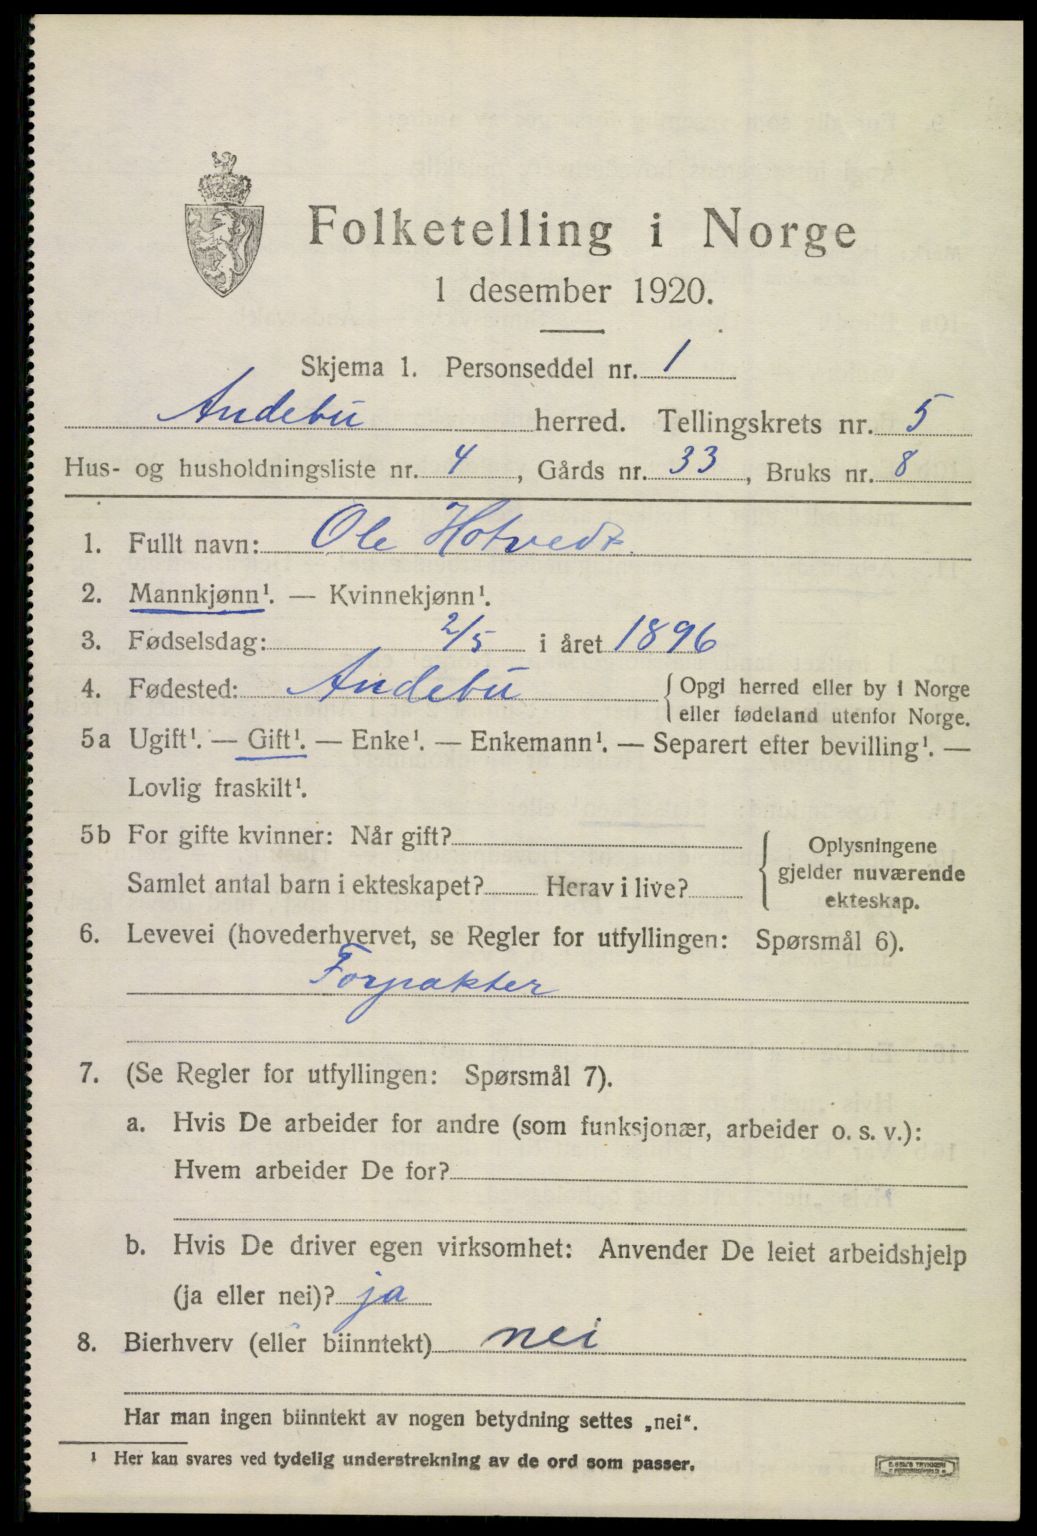 Folketelling i Norge
1 desember 1920.
Skjema 1. Personseddel nr. 1
Andebu herred. Tellingskrets nr. 5
Hus- og husholdningsliste nr. 4, Gårds nr. 33, Bruks nr. 8
1. Fullt navn: Ole Hotvedt.
2. Mannkjønn¹. — Kvinnekjønn¹.
3. Fødselsdag: 2/5 i året 1896
4. Fødested: Andebu { Opgi herred eller by i Norge
eller fødeland utenfor Norge.
5a Ugift¹. — Gift¹. — Enke¹. — Enkemann¹. — Separert efter bevilling¹. —
Lovlig fraskilt¹.
5b For gifte kvinner: Når gift?
Samlet antal barn i ekteskapet? Herav i live?
{ Oplysningene
gjelder nuværende
ekteskap.
6. Levevei (hovederhvervet, se Regler for utfyllingen: Spørsmål 6).
Forpakter
7. (Se Regler for utfyllingen: Spørsmål 7).
a. Hvis De arbeider for andre (som funksjonær, arbeider o. s. v.):
Hvem arbeider De for?
b. Hvis De driver egen virksomhet: Anvender De leiet arbeidshjelp
(ja eller nei)? ja
8. Bierhverv (eller biinntekt) nei
Har man ingen biinntekt av nogen betydning settes „nei“.
¹ Her kan svares ved tydelig understrekning av de ord som passer.